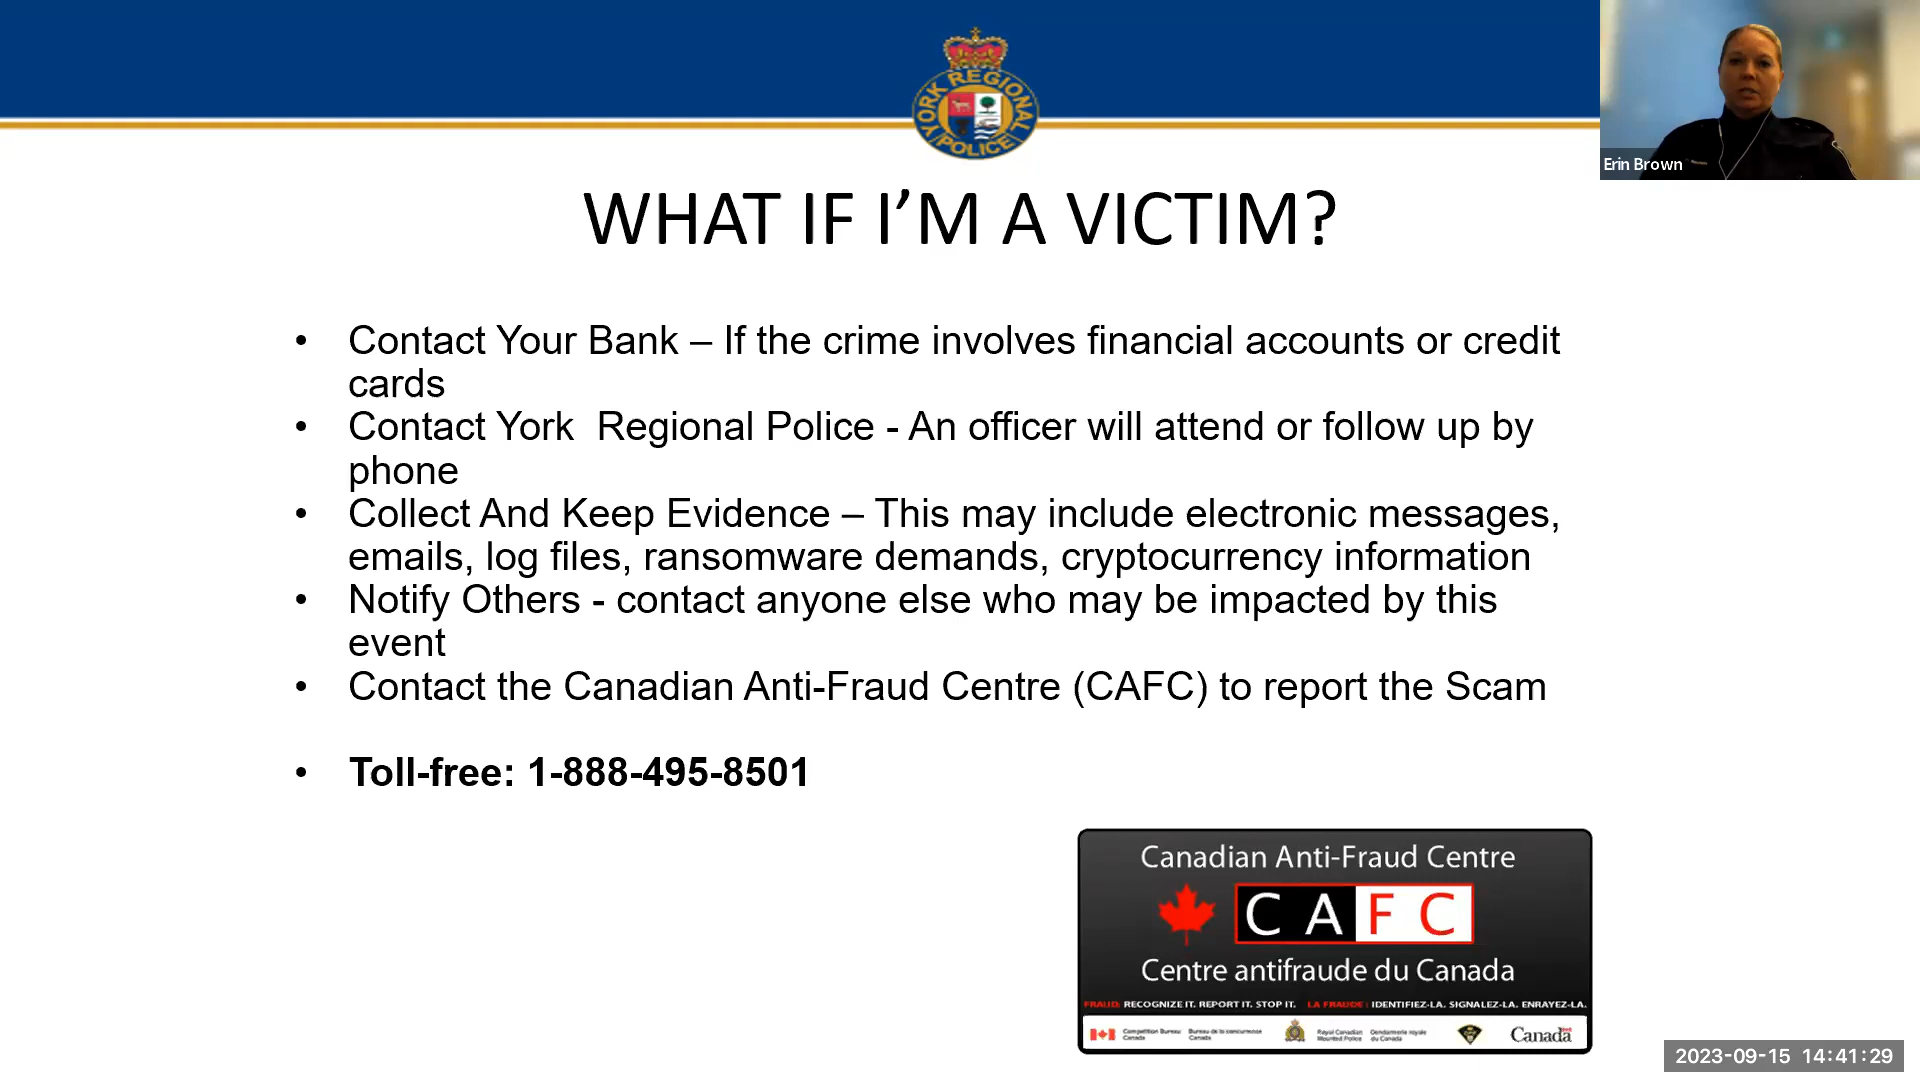 YORK REGIONAL POLICE
Erin Brown
WHAT IF I’M A VICTIM?
• Contact Your Bank – If the crime involves financial accounts or credit
cards
• Contact York  Regional Police - An officer will attend or follow up by
phone
• Collect And Keep Evidence – This may include electronic messages,
emails, log files, ransomware demands, cryptocurrency information
• Notify Others - contact anyone else who may be impacted by this
event
• Contact the Canadian Anti-Fraud Centre (CAFC) to report the Scam
• Toll-free: 1-888-495-8501
Canadian Anti-Fraud Centre
CAFC
Centre antifraude du Canada
FRAUD: RECOGNIZE IT. REPORT IT. STOP IT. LA FRAUDE : IDENTIFIEZ-LA. SIGNALEZ-LA. ENRAYEZ-LA.
Competition Bureau Bureau de la concurrence Royal Canadian Gendarmerie royale
Canada Canada Mounted Police du Canada
Canada
2023-09-15 14:41:29